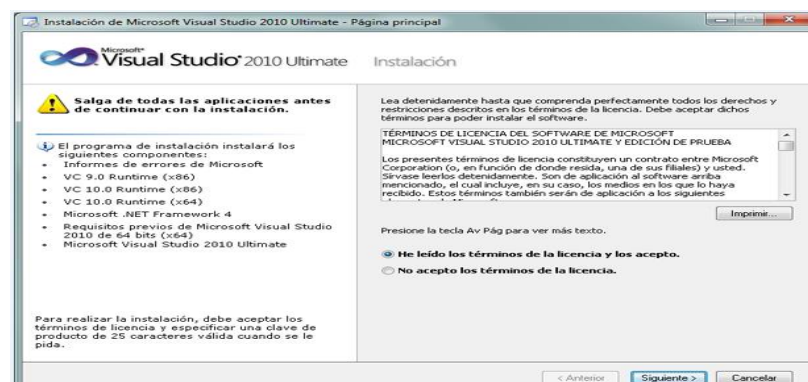 Instalación de Microsoft Visual Studio 2010 Ultimate - Página principal
Microsoft
Visual Studio 2010 Ultimate
Instalación
Salga de todas las aplicaciones antes
de continuar con la instalación.
El programa de instalación instalará los
siguientes componentes:
Informes de errores de Microsoft
VC 9.0 Runtime (x86)
VC 10.0 Runtime (x86)
VC 10.0 Runtime (x64)
Microsoft .NET Framework 4
Requisitos previos de Microsoft Visual Studio
2010 de 64 bits (x64)
Microsoft Visual Studio 2010 Ultimate
Para realizar la instalación, debe aceptar los
términos de licencia y especificar una clave de
producto de 25 caracteres válida cuando se le
pida.
Lea detenidamente hasta que comprenda perfectamente todos los derechos y
restricciones descritos en los términos de la licencia. Debe aceptar dichos
términos para poder instalar el software.
TÉRMINOS DE LICENCIA DEL SOFTWARE DE MICROSOFT
MICROSOFT VISUAL STUDIO 2010 ULTIMATE Y EDICIÓN DE PRUEBA
Los presentes términos de licencia constituyen un contrato entre Microsoft
Corporation (o, en función de donde resida, una de sus filiales) y usted.
Sírvase leerlos detenidamente. Son de aplicación al software arriba
mencionado, el cual incluye, en su caso, los medios en los que lo haya
recibido. Estos términos también serán de aplicación a los siguientes
Imprimir...
Presione la tecla Av Pág para ver más texto.
He leído los términos de la licencia y los acepto.
No acepto los términos de la licencia.
< Anterior
Siguiente >
Cancelar